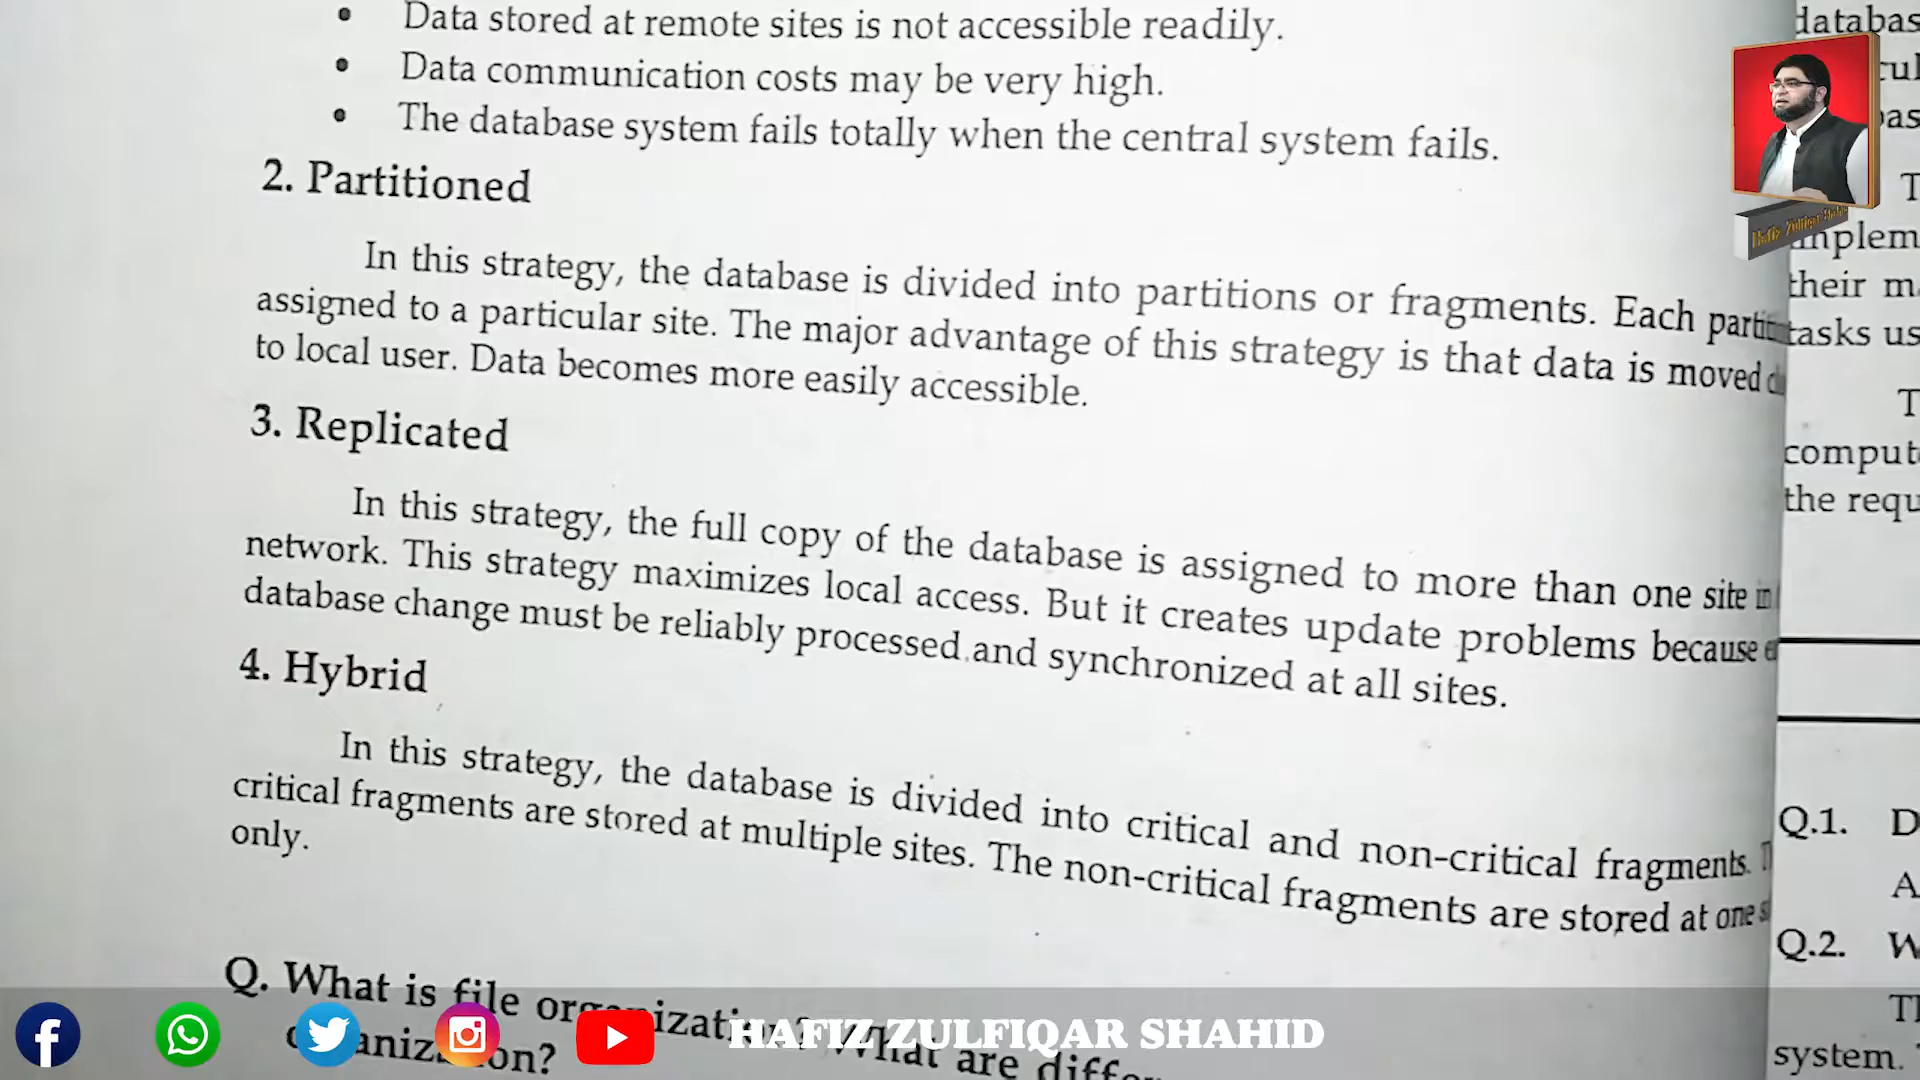 • Data stored at remote sites is not accessible readily.
• Data communication costs may be very high.
• The database system fails totally when the central system fails.
2. Partitioned
In this strategy, the database is divided into partitions or fragments. Each
assigned to a particular site. The major advantage of this strategy is that data is moved
to local user. Data becomes more easily accessible.
3. Replicated
In this strategy, the full copy of the database is assigned to more than one site in
network. This strategy maximizes local access. But it creates update problems because
database change must be reliably processed and synchronized at all sites.
4. Hybrid
In this strategy, the database is divided into critical and non-critical fragments.
critical fragments are stored at multiple sites. The non-critical fragments are stored at one
only.
Q. What is file What are
their
tasks us
the requ
Q.1. D
A
Q.2. W
system.
Hafiz Zulfiqar Shahid
HAFIZ ZULFIQAR SHAHID